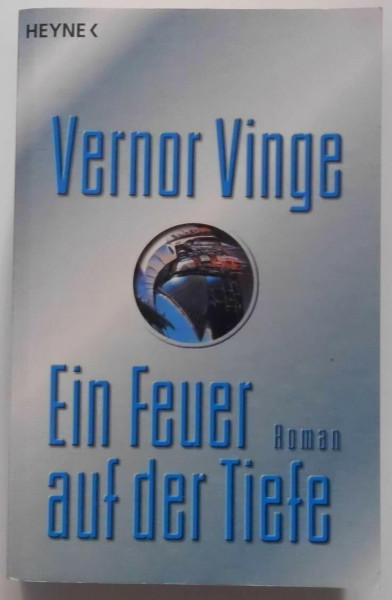 HEYNE<
Vernor Vinge
Ein Feuer
Roman
auf der Tiefe